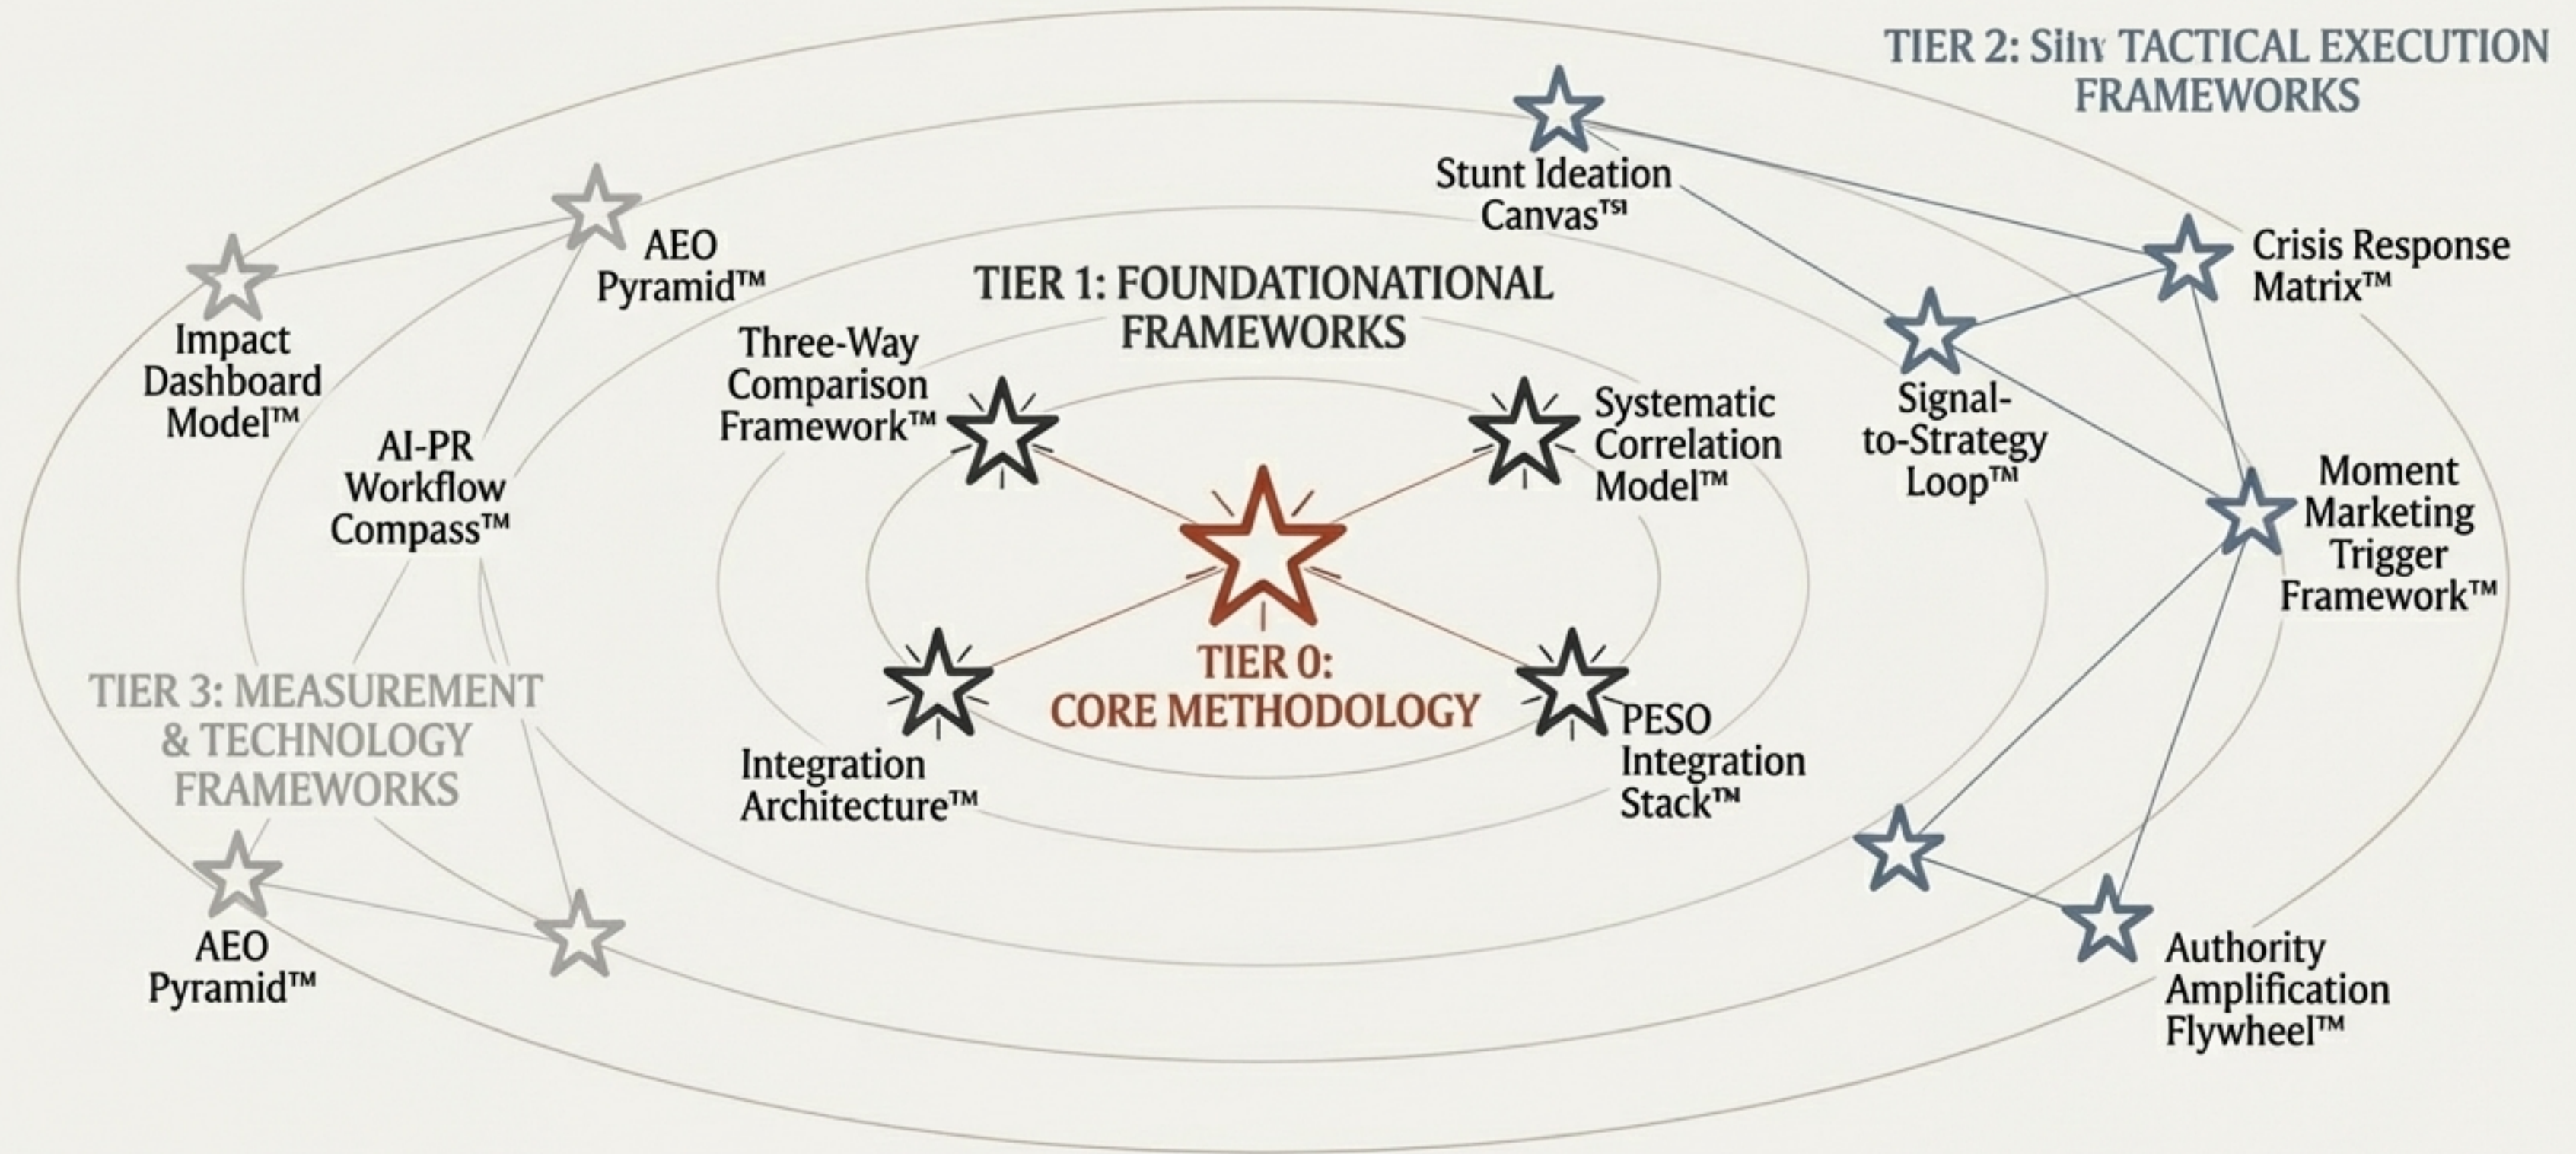 TIER 2: TACTICAL EXECUTION
FRAMEWORKS
Stunt Ideation
Canvas
Crisis Response
Matrix™
AEO
Pyramid™
Impact
Dashboard
Model™
TIER 1: FOUNDATIONATIONAL
FRAMEWORKS
Three-Way
Comparison
Framework™
Systematic
Correlation
Model™
Signal-
to-Strategy
Loop™
AI-PR
Workflow
Compass™
Moment
Marketing
Trigger
Framework™
TIER 0:
CORE METHODOLOGY
TIER 3: MEASUREMENT
& TECHNOLOGY
FRAMEWORKS
Integration
Architecture™
PESO
Integration
Stack™
AEO
Pyramid™
Authority
Amplification
Flywheel™